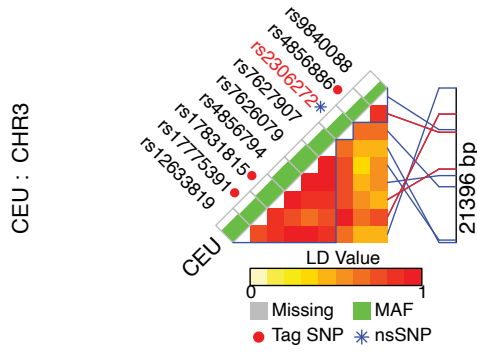 CEU : CHR3
rs9840088
rs4856886
rs2306272
rs7627907
rs7626079
rs4856794
rs17831815
rs17775391
rs12633819
CEU
21396 bp
LD Value
0 1
Missing MAF
Tag SNP nsSNP